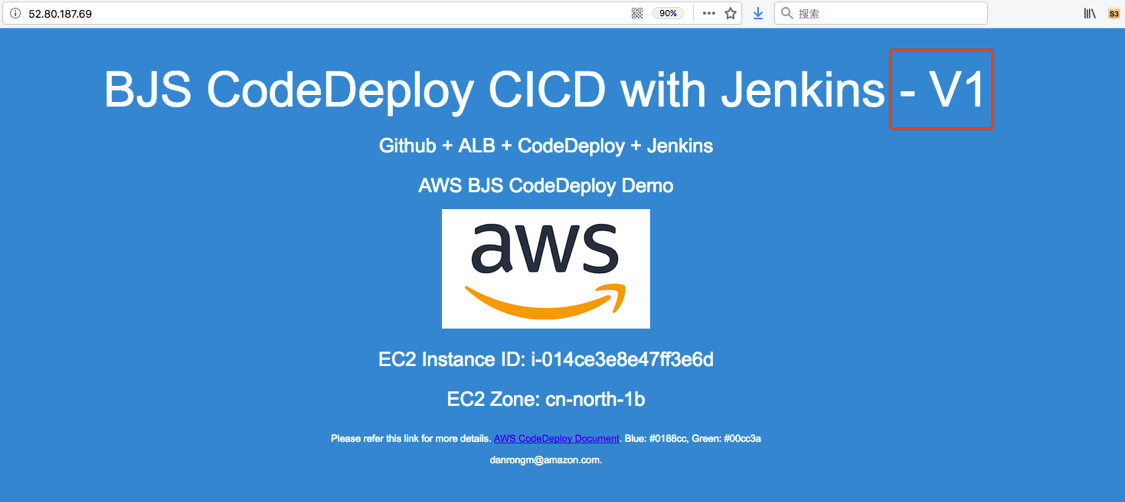 52.80.187.69 90% 搜索 S3
BJS CodeDeploy CICD with Jenkins - V1
Github + ALB + CodeDeploy + Jenkins
AWS BJS CodeDeploy Demo
aws
EC2 Instance ID: i-014ce3e8e47ff3e6d
EC2 Zone: cn-north-1b
Please refer this link for more details. AWS CodeDeploy Document. Blue: #0188cc, Green: #00cc3a
danrongm@amazon.com.